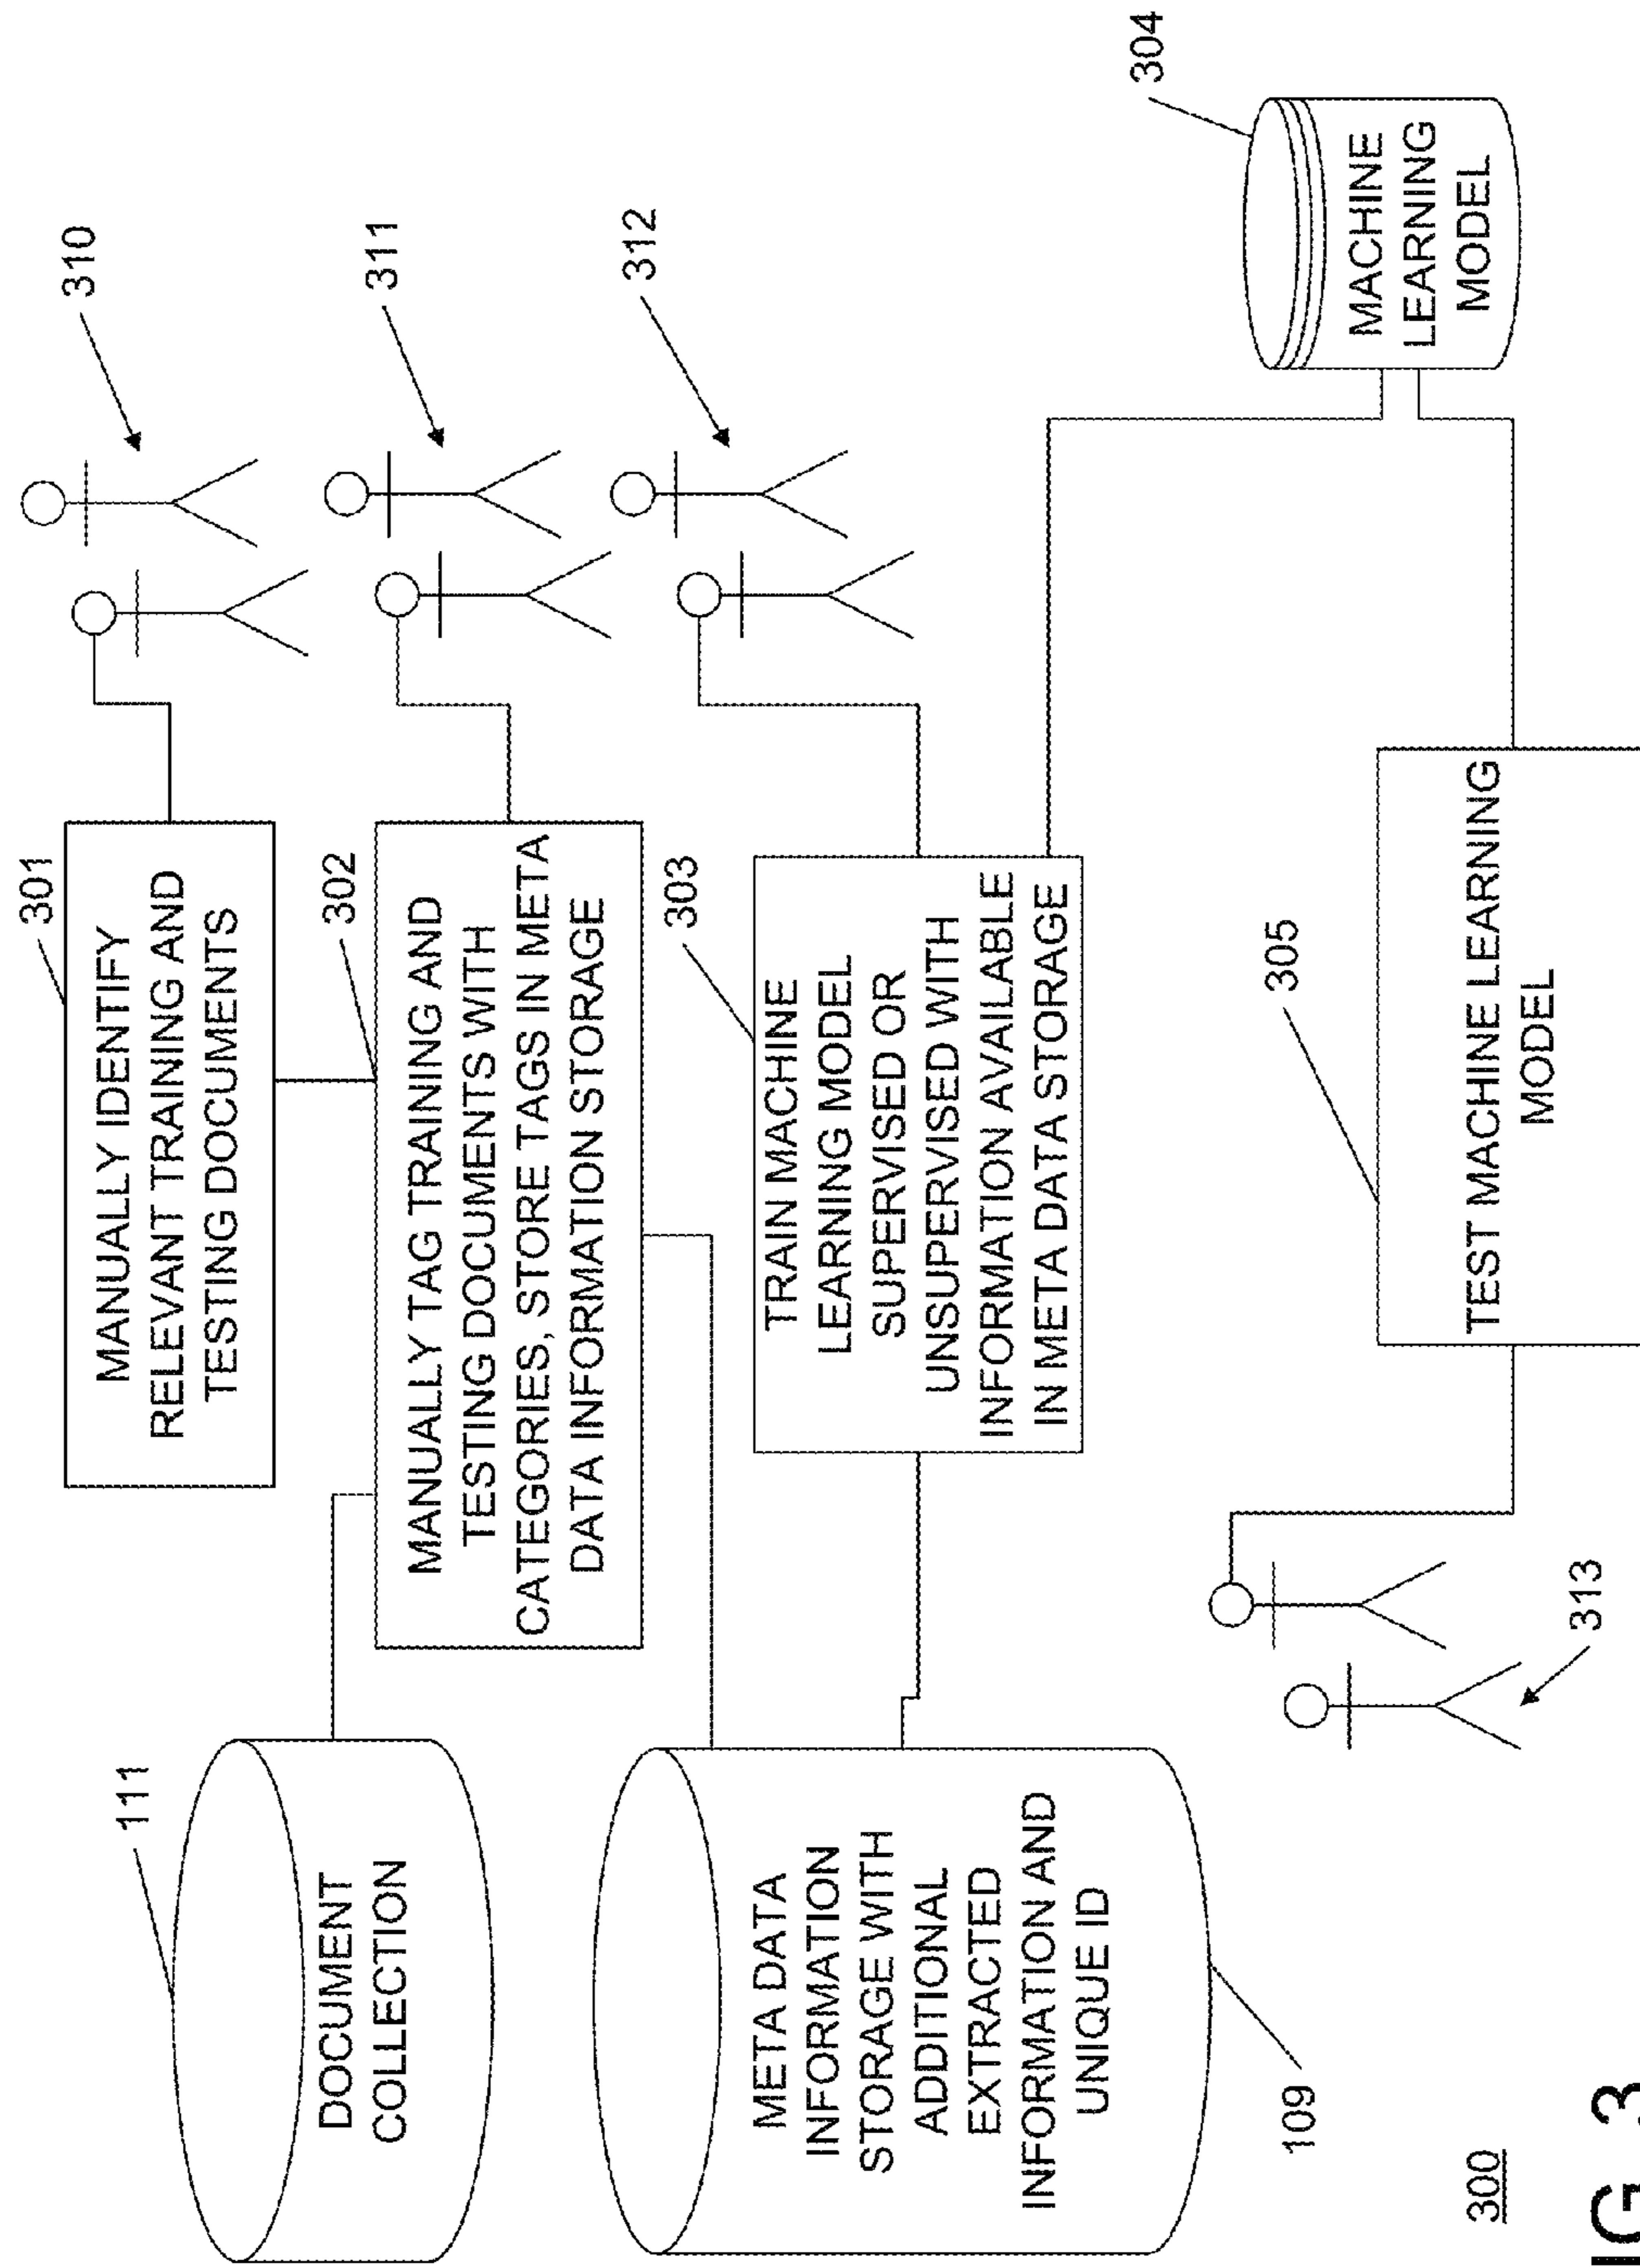 301
MANUALLY IDENTIFY
RELEVANT TRAINING AND
TESTING DOCUMENTS
310
111
DOCUMENT
COLLECTION
302
MANUALLY TAG TRAINING AND
TESTING DOCUMENTS WITH
CATEGORIES, STORE TAGS IN META
DATA INFORMATION STORAGE
311
META DATA
INFORMATION
STORAGE WITH
ADDITIONAL
EXTRACTED
INFORMATION AND
UNIQUE ID
109
303
TRAIN MACHINE
LEARNING MODEL
SUPERVISED OR
UNSUPERVISED WITH
INFORMATION AVAILABLE
IN META DATA STORAGE
312
304
MACHINE
LEARNING
MODEL
313
305
TEST MACHINE LEARNING
MODEL
300
IG. 3